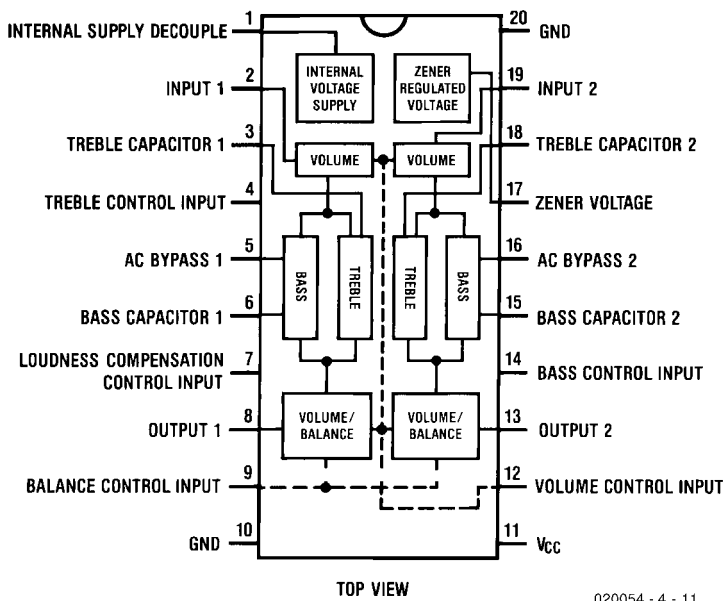 1
INTERNAL SUPPLY DECOUPLE
20
GND
2
INPUT 1
INTERNAL
VOLTAGE
SUPPLY
ZENER
REGULATED
VOLTAGE
19
INPUT 2
3
TREBLE CAPACITOR 1
VOLUME
VOLUME
18
TREBLE CAPACITOR 2
4
TREBLE CONTROL INPUT
17
ZENER VOLTAGE
5
AC BYPASS 1
BASS
TREBLE
TREBLE
BASS
16
AC BYPASS 2
6
BASS CAPACITOR 1
15
BASS CAPACITOR 2
7
LOUDNESS COMPENSATION
CONTROL INPUT
14
BASS CONTROL INPUT
8
OUTPUT 1
VOLUME/
BALANCE
VOLUME/
BALANCE
13
OUTPUT 2
9
BALANCE CONTROL INPUT
12
VOLUME CONTROL INPUT
10
GND
11
VCC
TOP VIEW
020054 - 4 - 11